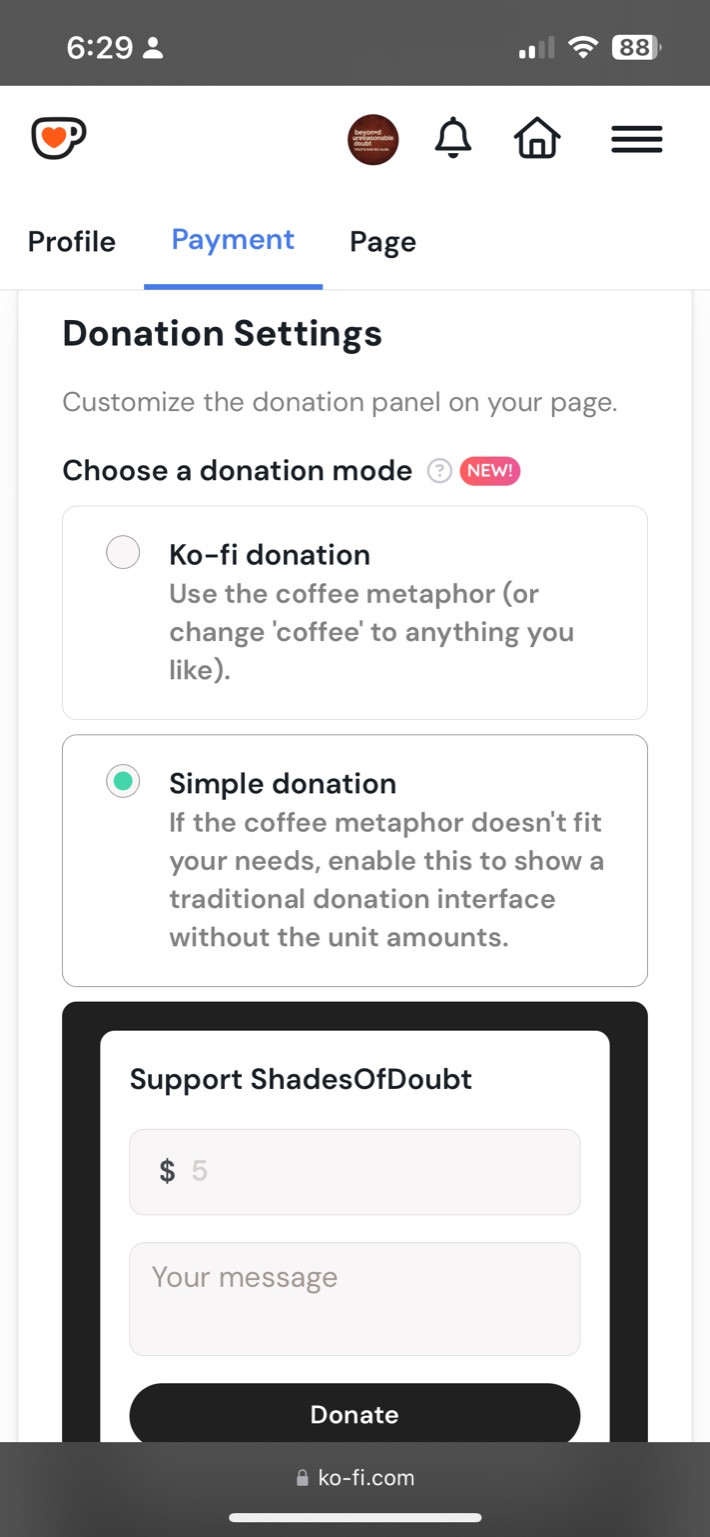 6:29
88
beyond
unreasonable
doubt
Profile
Payment
Page
Donation Settings
Customize the donation panel on your page.
Choose a donation mode ? NEW!
Ko-fi donation
Use the coffee metaphor (or
change 'coffee' to anything you
like).
Simple donation
If the coffee metaphor doesn't fit
your needs, enable this to show a
traditional donation interface
without the unit amounts.
Support ShadesOfDoubt
$ 5
Your message
Donate
ko-fi.com